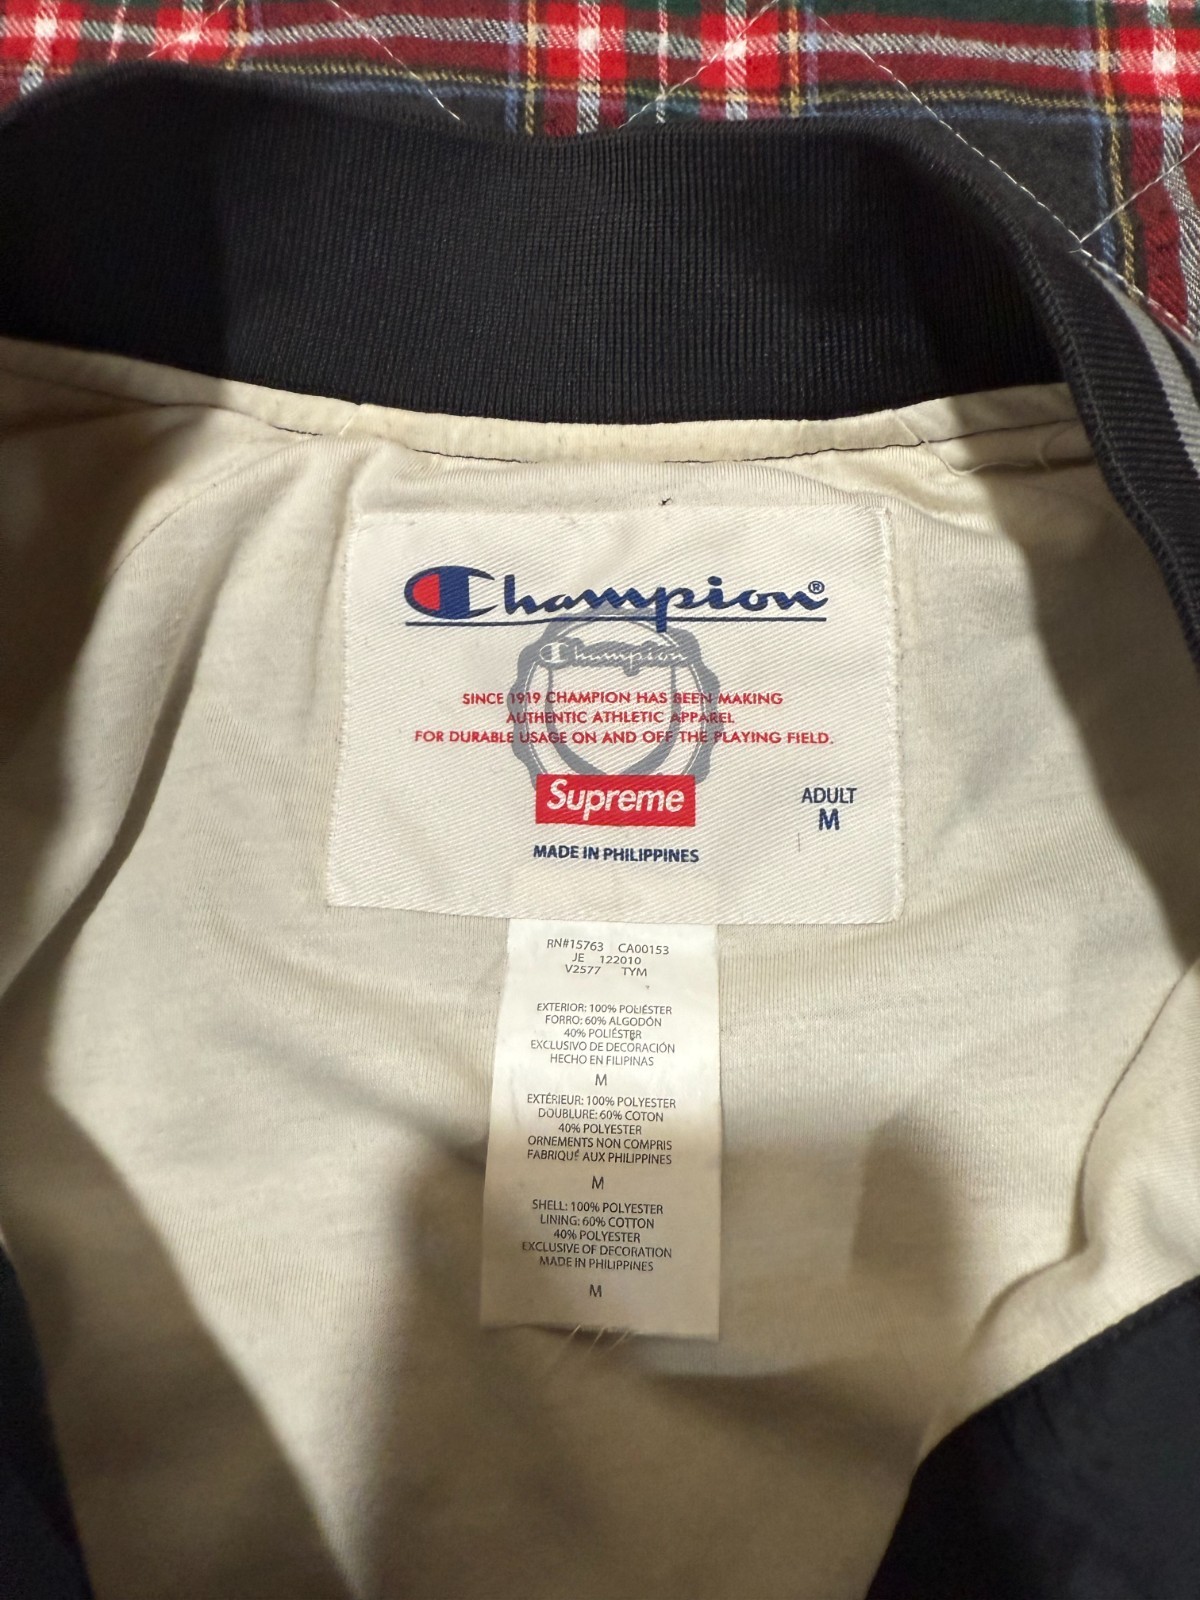 Champion®
Champion
SINCE 1919 CHAMPION HAS BEEN MAKING
AUTHENTIC ATHLETIC APPAREL
FOR DURABLE USAGE ON AND OFF THE PLAYING FIELD.
Supreme
ADULT
M
MADE IN PHILIPPINES
RN#15763 CA00153
JE 122010
V2577 TYM
EXTERIOR: 100% POLIÉSTER
FORRO: 60% ALGODÓN
40% POLIÉSTER
EXCLUSIVO DE DECORACIÓN
HECHO EN FILIPINAS
M
EXTÉRIEUR: 100% POLYESTER
DOUBLURE: 60% COTON
40% POLYESTER
ORNEMENTS NON COMPRIS
FABRIQUÉ AUX PHILIPPINES
M
SHELL: 100% POLYESTER
LINING: 60% COTTON
40% POLYESTER
EXCLUSIVE OF DECORATION
MADE IN PHILIPPINES
M